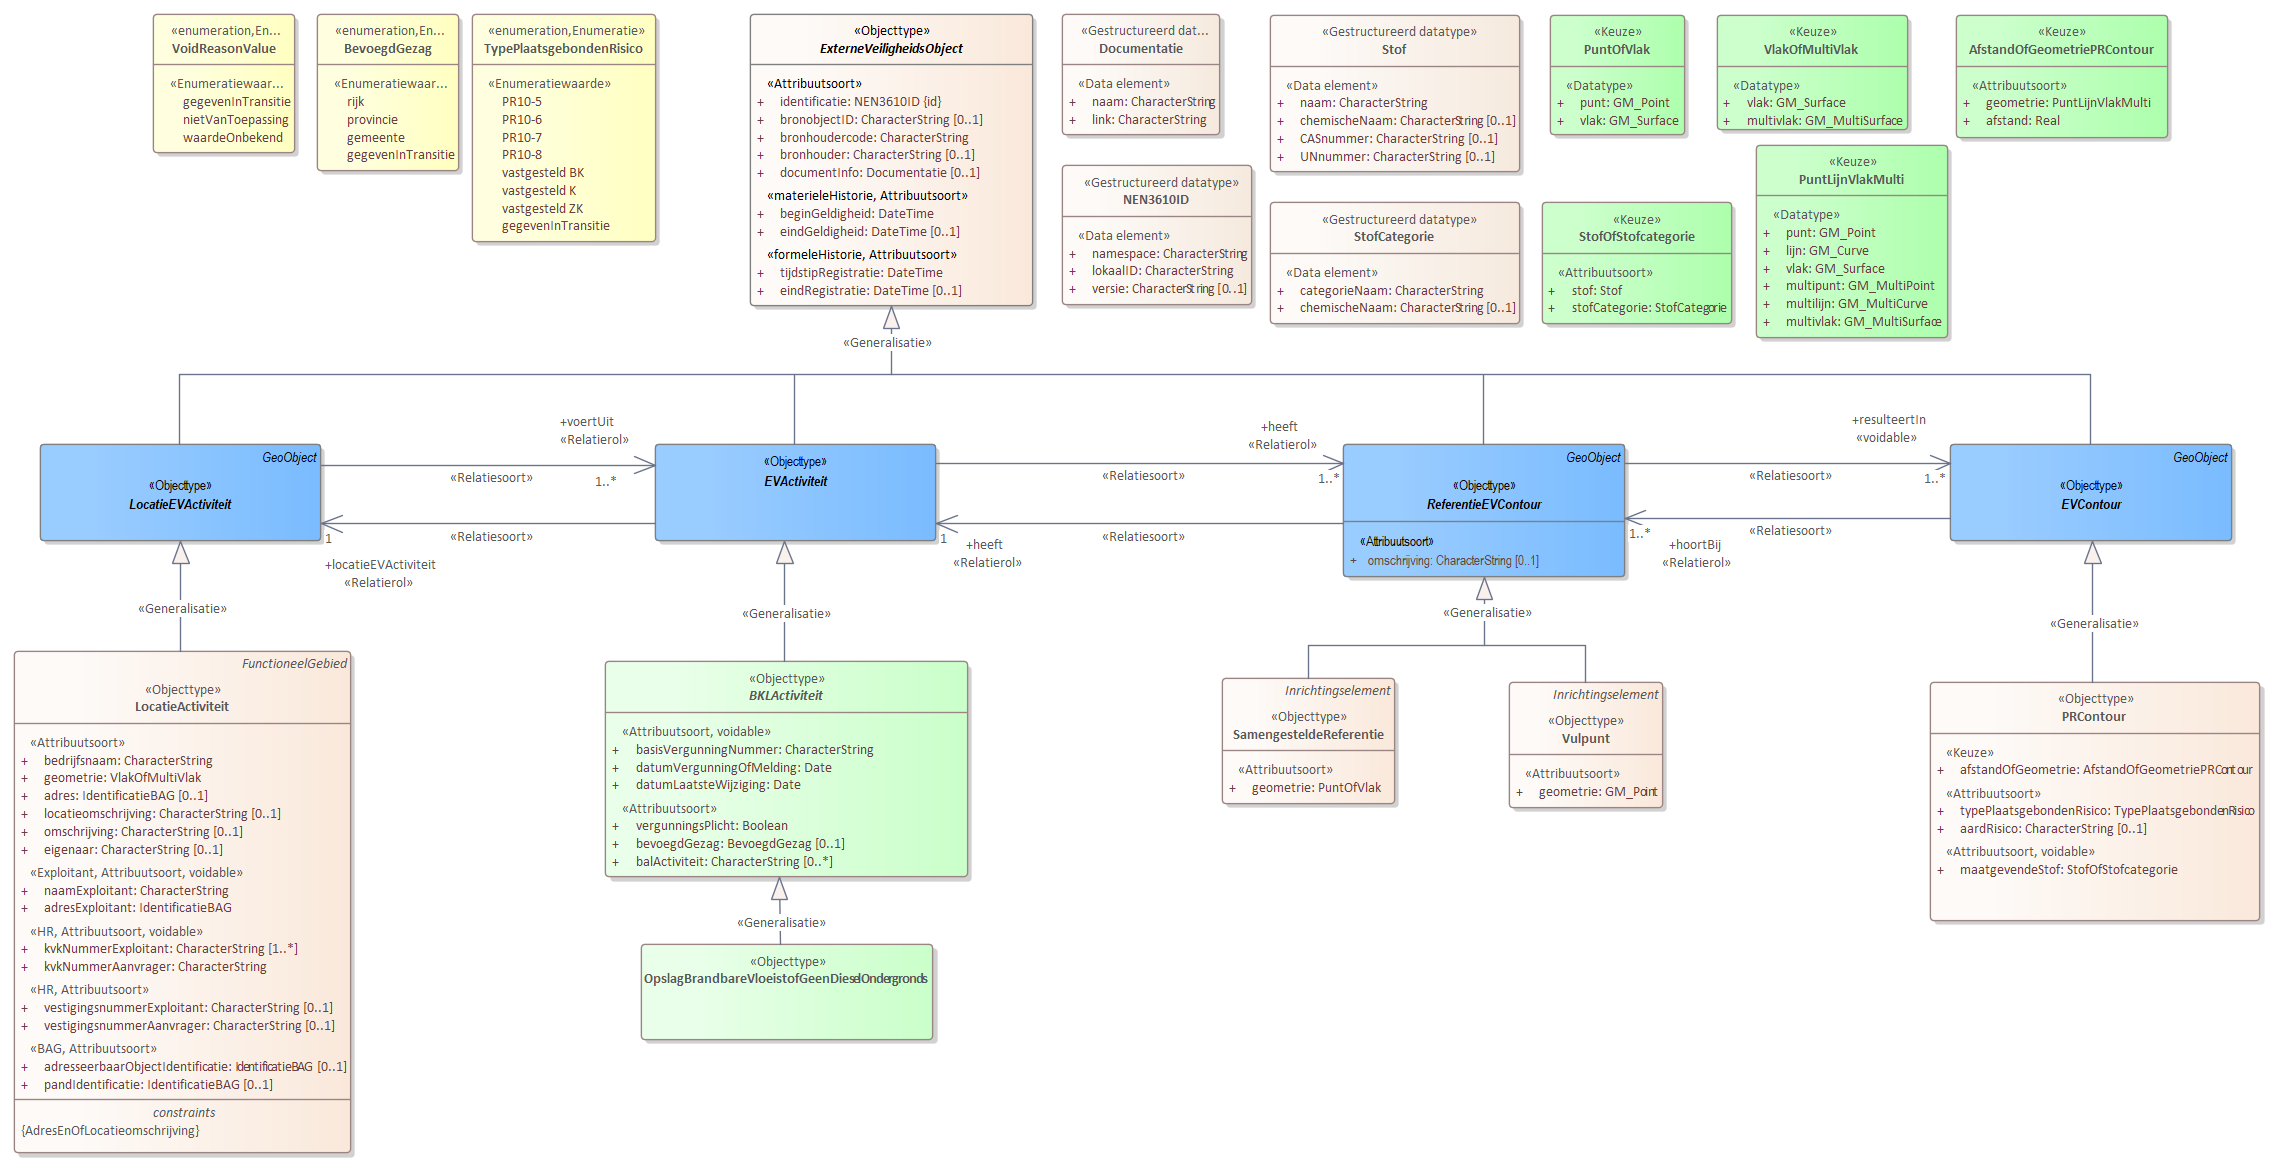 «enumeration,En...
VoidReasonValue
«Enumeratiewaar...
gegevenInTransitie
nietVanToepassing
waardeOnbekend
«enumeration,En...
BevoegdGezag
«Enumeratiewaar...
rijk
provincie
gemeente
gegevenInTransitie
«enumeration,Enumeratie»
TypePlaatsgebondenRisico
«Enumeratiewaarde»
PR10-5
PR10-6
PR10-7
PR10-8
vastgesteld BK
vastgesteld K
vastgesteld ZK
gegevenInTransitie
«Objecttype»
ExterneVeiligheidsObject
«Attribuutsoort»
+ identificatie: NEN3610ID {id}
+ bronobjectID: CharacterString [0..1]
+ bronhoudercode: CharacterString
+ bronhouder: CharacterString [0..1]
+ documentInfo: Documentatie [0..1]
«materieleHistorie, Attribuutsoort»
+ beginGeldigheid: DateTime
+ eindGeldigheid: DateTime [0..1]
«formeleHistorie, Attribuutsoort»
+ tijdstipRegistratie: DateTime
+ eindRegistratie: DateTime [0..1]
«Gestructureerd dat...
Documentatie
«Data element»
+ naam: CharacterString
+ link: CharacterString
«Gestructureerd datatype»
NEN3610ID
«Data element»
+ namespace: CharacterString
+ lokaalID: CharacterString
+ versie: CharacterString [0..1]
«Gestructureerd datatype»
Stof
«Data element»
+ naam: CharacterString
+ chemischeNaam: CharacterString [0..1]
+ CASnummer: CharacterString [0..1]
+ UNnummer: CharacterString [0..1]
«Gestructureerd datatype»
StofCategorie
«Data element»
+ categorieNaam: CharacterString
+ chemischeNaam: CharacterString [0..1]
«Keuze»
PuntOfVlak
«Datatype»
+ punt: GM_Point
+ vlak: GM_Surface
«Keuze»
VlakOfMultiVlak
«Datatype»
+ vlak: GM_Surface
+ multivlak: GM_MultiSurface
«Keuze»
AfstandOfGeometriePRContour
«Attribuutsoort»
+ geometrie: PuntLijnVlakMulti
+ afstand: Real
«Keuze»
StofOfStofcategorie
«Attribuutsoort»
+ stof: Stof
+ stofCategorie: StofCategorie
«Keuze»
PuntLijnVlakMulti
«Datatype»
+ punt: GM_Point
+ lijn: GM_Curve
+ vlak: GM_Surface
+ multipunt: GM_MultiPoint
+ multilijn: GM_MultiCurve
+ multivlak: GM_MultiSurface
«Generalisatie»
GeoObject
«Objecttype»
LocatieEVActiviteit
+voertUit
«Relatierol»
«Relatiesoort»
1..*
«Relatiesoort»
1
+locatieEVActiviteit
«Relatierol»
«Objecttype»
EVActiviteit
+heeft
«Relatierol»
«Relatiesoort»
1..*
«Relatiesoort»
1
+heeft
«Relatierol»
GeoObject
«Objecttype»
ReferentieEVContour
«Attribuutsoort»
+ omschrijving: CharacterString [0..1]
+resulteertIn
«voidable»
«Relatiesoort»
1..*
«Relatiesoort»
1..*
+hoortBij
«Relatierol»
GeoObject
«Objecttype»
EVContour
«Generalisatie»
«Generalisatie»
«Generalisatie»
«Generalisatie»
FunctioneelGebied
«Objecttype»
LocatieActiviteit
«Attribuutsoort»
+ bedrijfsnaam: CharacterString
+ geometrie: VlakOfMultiVlak
+ adres: IdentificatieBAG [0..1]
+ locatieomschrijving: CharacterString [0..1]
+ omschrijving: CharacterString [0..1]
+ eigenaar: CharacterString [0..1]
«Exploitant, Attribuutsoort, voidable»
+ naamExploitant: CharacterString
+ adresExploitant: IdentificatieBAG
«HR, Attribuutsoort, voidable»
+ kvkNummerExploitant: CharacterString [1..*]
+ kvkNummerAanvrager: CharacterString
«HR, Attribuutsoort»
+ vestigingsnummerExploitant: CharacterString [0..1]
+ vestigingsnummerAanvrager: CharacterString [0..1]
«BAG, Attribuutsoort»
+ adresseerbaarObjectIdentificatie: IdentificatieBAG [0..1]
+ pandIdentificatie: IdentificatieBAG [0..1]
constraints
{AdresEnOfLocatieomschrijving}
«Objecttype»
BKLActiviteit
«Attribuutsoort, voidable»
+ basisVergunningNummer: CharacterString
+ datumVergunningOfMelding: Date
+ datumLaatsteWijziging: Date
«Attribuutsoort»
+ vergunningsPlicht: Boolean
+ bevoegdGezag: BevoegdGezag [0..1]
+ balActiviteit: CharacterString [0..*]
«Generalisatie»
«Objecttype»
OpslagBrandbareVloeistofGeenDieselOndergronds
Inrichtingselement
«Objecttype»
SamengesteldeReferentie
«Attribuutsoort»
+ geometrie: PuntOfVlak
Inrichtingselement
«Objecttype»
Vulpunt
«Attribuutsoort»
+ geometrie: GM_Point
«Objecttype»
PRContour
«Keuze»
+ afstandOfGeometrie: AfstandOfGeometriePRContour
«Attribuutsoort»
+ typePlaatsgebondenRisico: TypePlaatsgebondenRisico
+ aardRisico: CharacterString [0..1]
«Attribuutsoort, voidable»
+ maatgevendeStof: StofOfStofcategorie